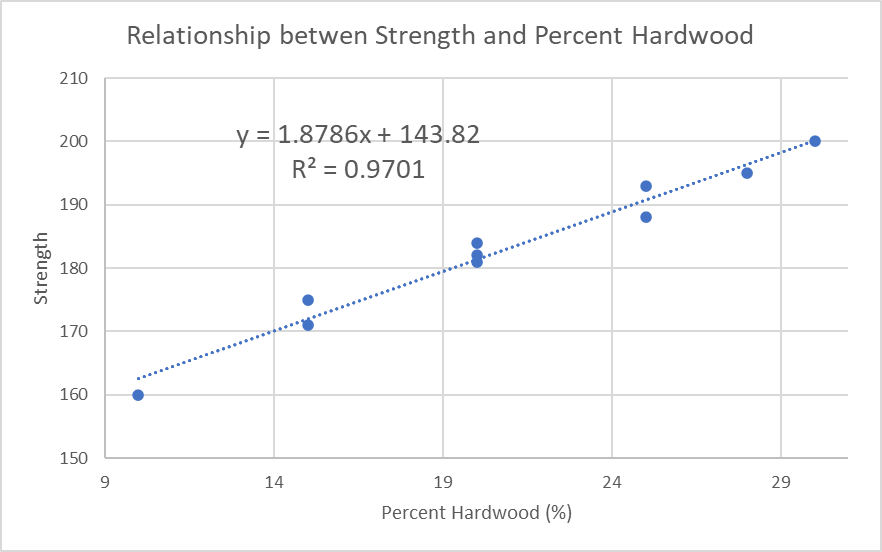 Relationship betwen Strength and Percent Hardwood
210
y = 1.8786x + 143.82
200
R² = 0.9701
190
Strength
180
170
160
150
9 14 19 24 29
Percent Hardwood (%)